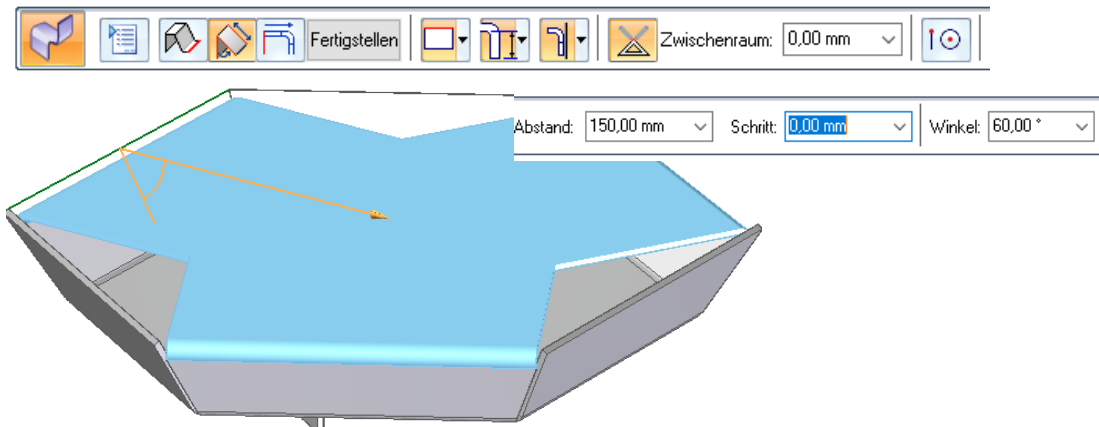 Fertigstellen Zwischenraum: 0,00 mm
Abstand: 150,00 mm Schritt: 0,00 mm Winkel: 60,00 °